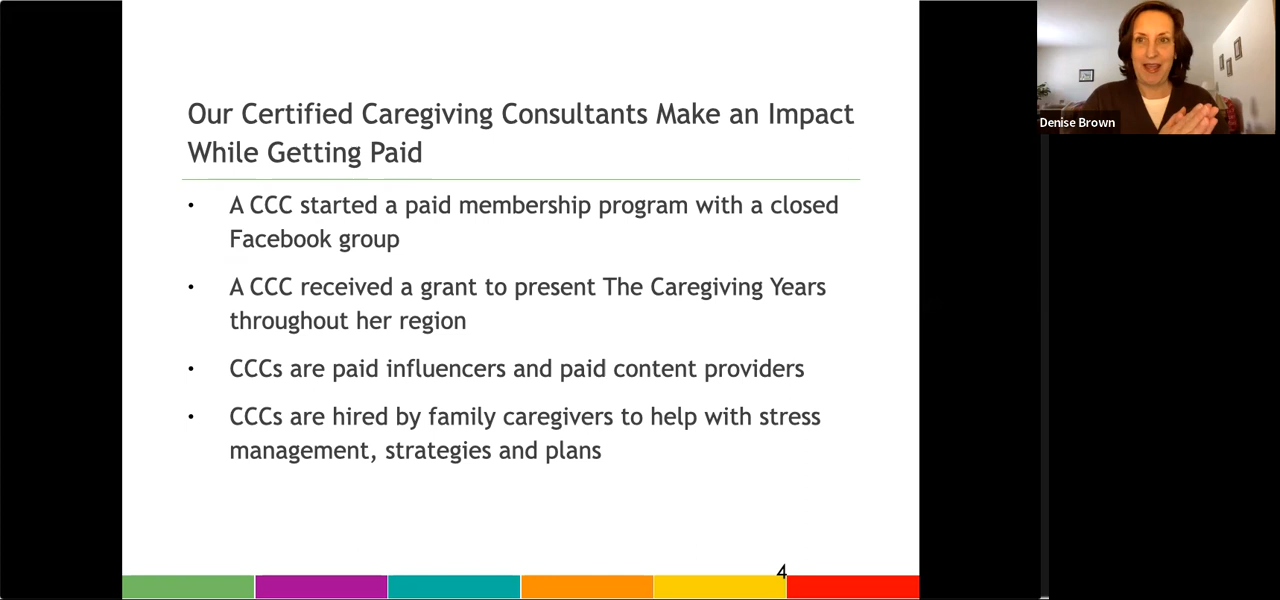 Our Certified Caregiving Consultants Make an Impact
While Getting Paid
• A CCC started a paid membership program with a closed
Facebook group
• A CCC received a grant to present The Caregiving Years
throughout her region
• CCCs are paid influencers and paid content providers
• CCCs are hired by family caregivers to help with stress
management, strategies and plans
4
Denise Brown